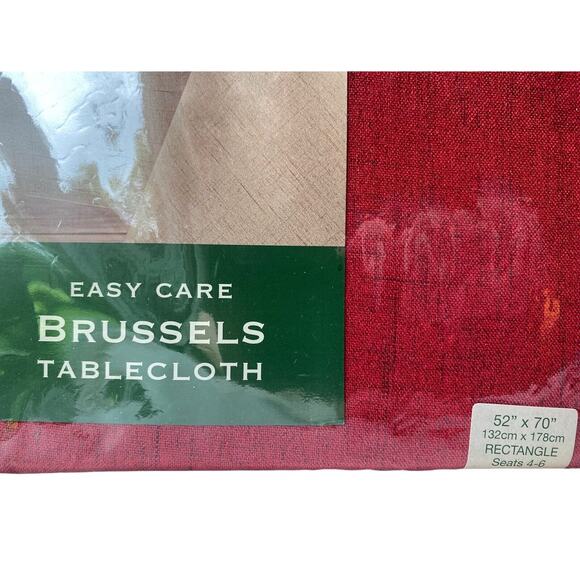 EASY CARE
BRUSSELS
TABLECLOTH
52” x 70”
132cm x 178cm
RECTANGLE
Seats 4-6